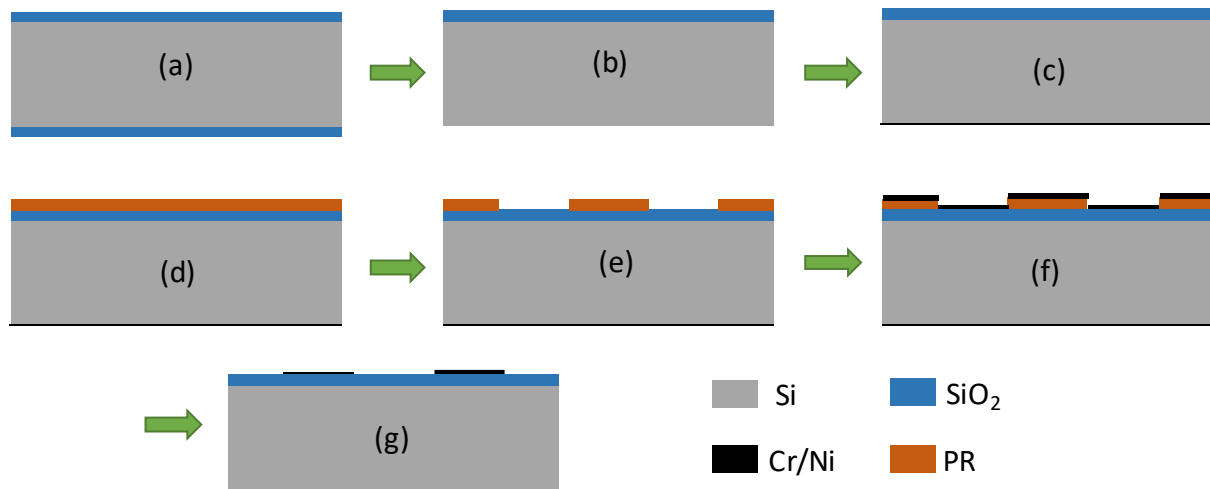 (a)
(b)
(c)
(d)
(e)
(f)
(g)
Si
SiO₂
Cr/Ni
PR